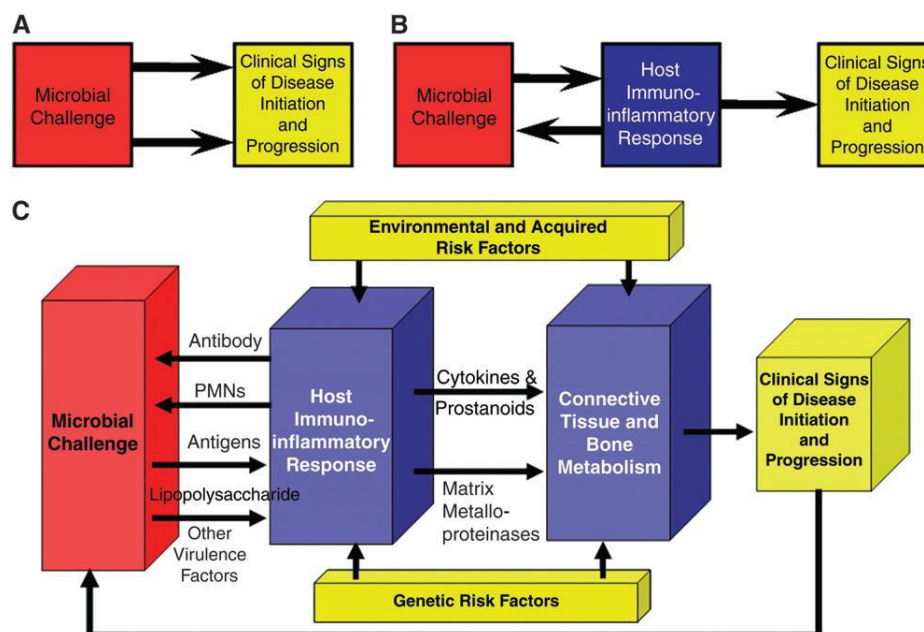 A
Microbial
Challenge
Clinical Signs
of Disease
Initiation
and
Progression
B
Microbial
Challenge
Host
Immuno-
inflammatory
Response
Clinical Signs
of Disease
Initiation
and
Progression
C
Environmental and Acquired
Risk Factors
Microbial
Challenge
Antibody
PMNs
Antigens
Lipopolysaccharide
Other
Virulence
Factors
Host
Immuno-
inflammatory
Response
Cytokines &
Prostanoids
Matrix
Metallo-
proteinases
Connective
Tissue and
Bone
Metabolism
Clinical Signs
of Disease
Initiation
and
Progression
Genetic Risk Factors